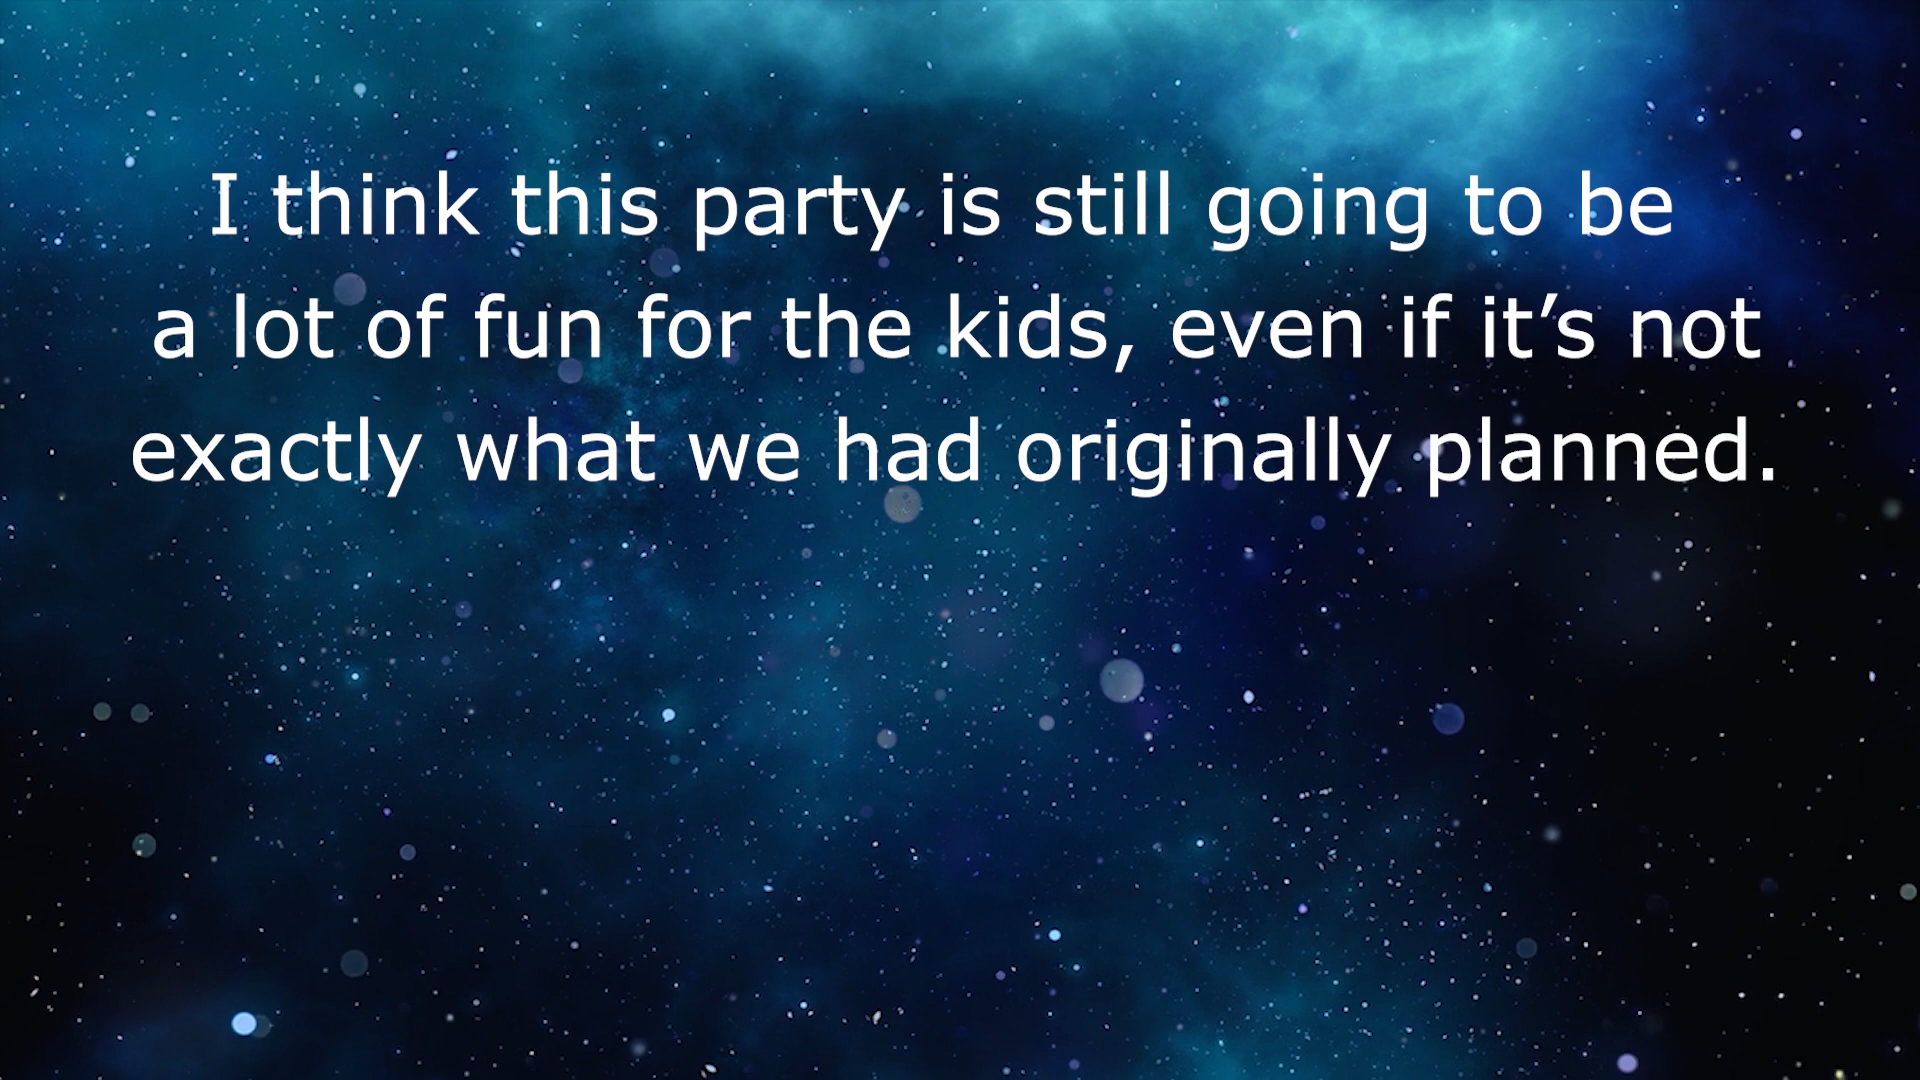 I think this party is still going to be
a lot of fun for the kids, even if it’s not
exactly what we had originally planned.